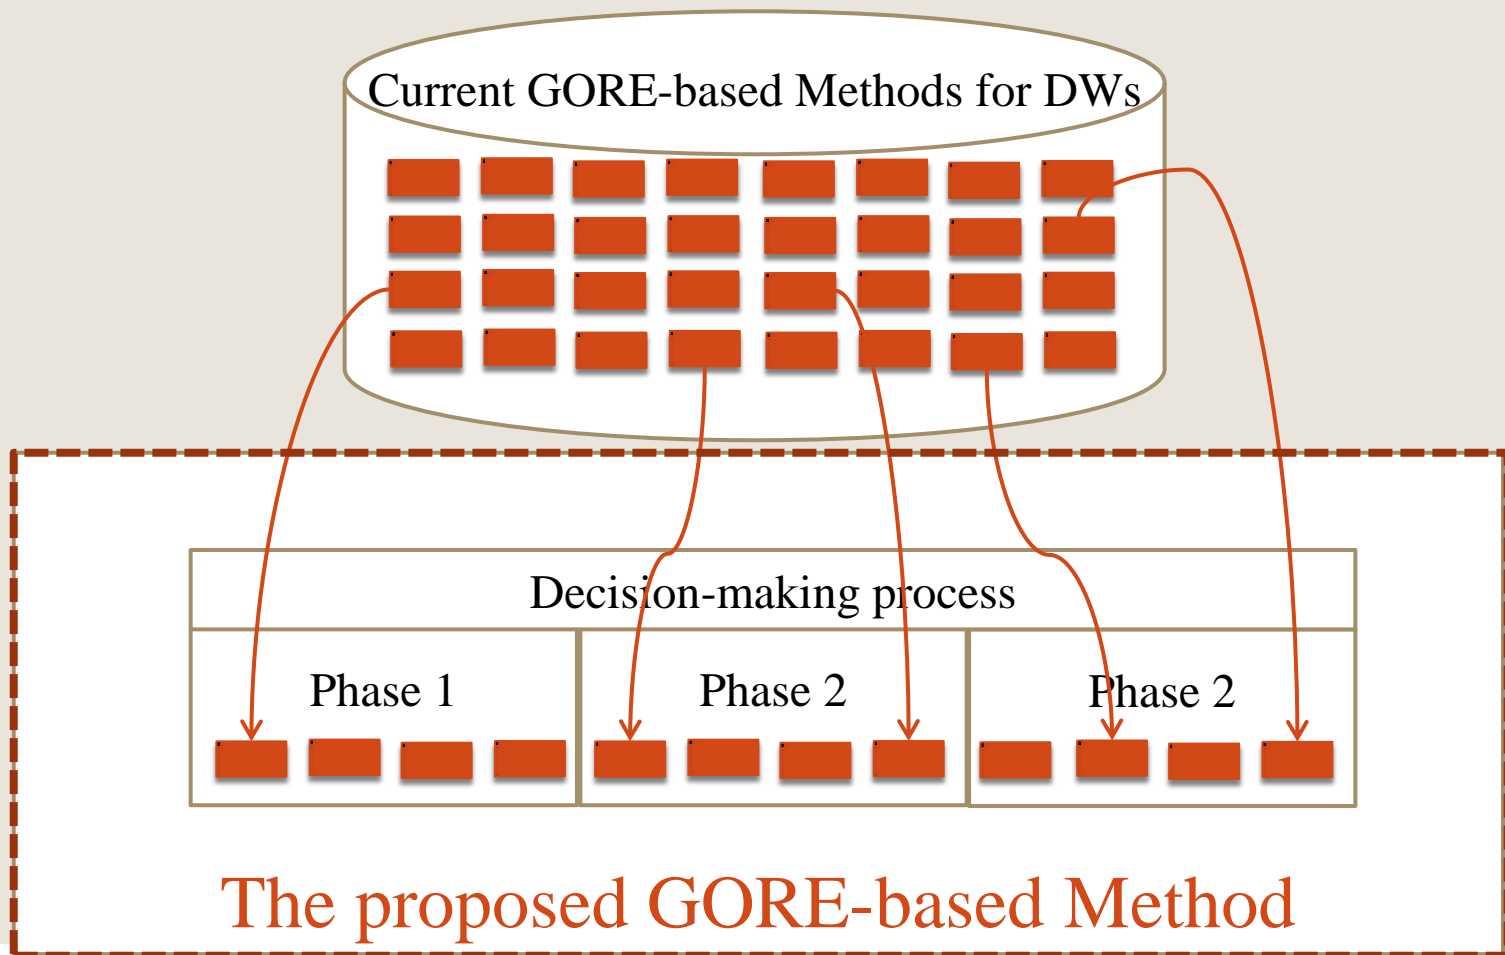 Current GORE-based Methods for DWs
Decision-making process
Phase 1
Phase 2
Phase 2
The proposed GORE-based Method